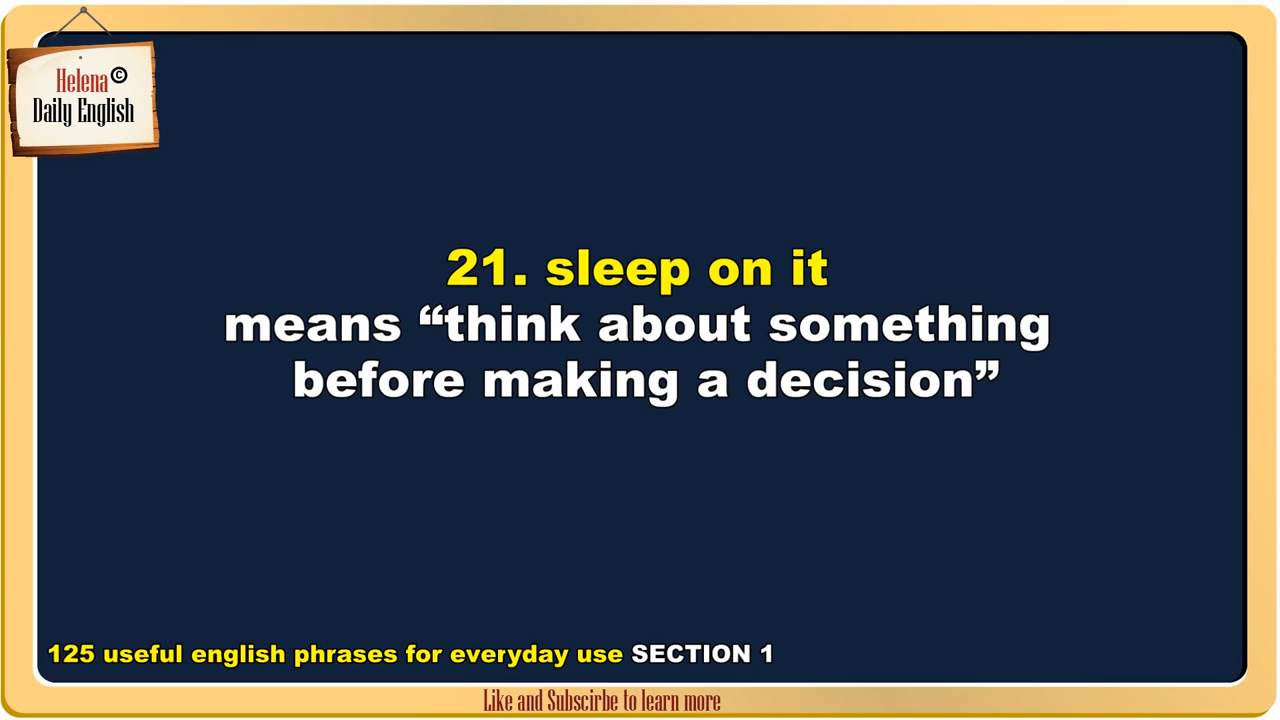 Helena ©
Daily English
21. sleep on it
means “think about something
before making a decision”
125 useful english phrases for everyday use SECTION 1
Like and Subscirbe to learn more